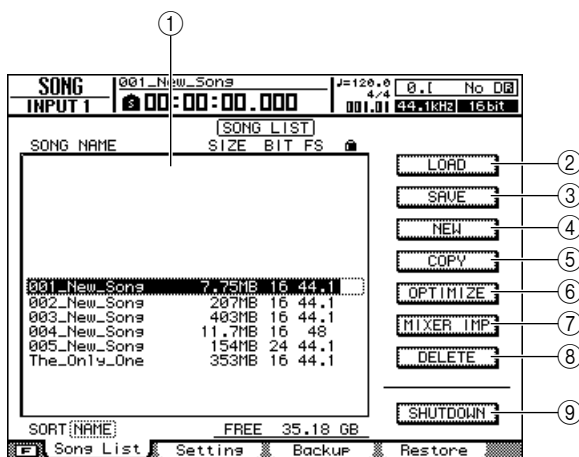 ①
SONG 001_New_Song J=120.0 4/4 0.[ No DR
INPUT 1 S 00:00:00.000 001.01 44.1kHz 16bit
SONG LIST
SONG NAME SIZE BIT FS
LOAD ②
SAVE ③
NEW ④
COPY ⑤
001_New_Song 7.75MB 16 44.1 OPTIMIZE ⑥
002_New_Song 207MB 16 44.1
003_New_Song 403MB 16 44.1 MIXER IMP ⑦
004_New_Song 11.7MB 16 48
005_New_Song 154MB 24 44.1 DELETE ⑧
The_Only_One 353MB 16 44.1
SHUTDOWN ⑨
SORT NAME FREE 35.18 GB
F Song List Setting Backup Restore